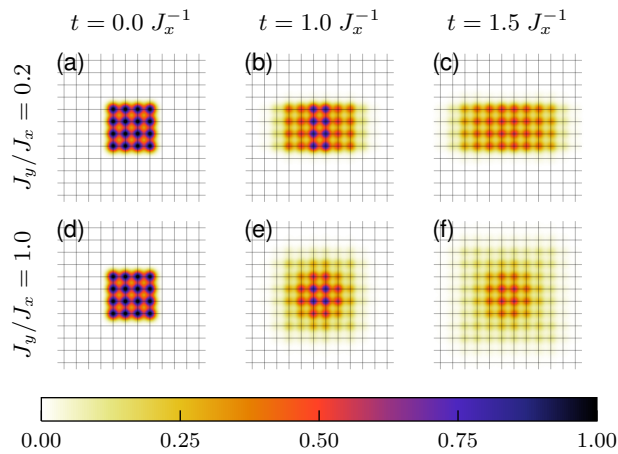 t = 0.0 J_x^{-1} t = 1.0 J_x^{-1} t = 1.5 J_x^{-1}
J_y/J_x = 0.2
(a) (b) (c)
J_y/J_x = 1.0
(d) (e) (f)
0.00 0.25 0.50 0.75 1.00